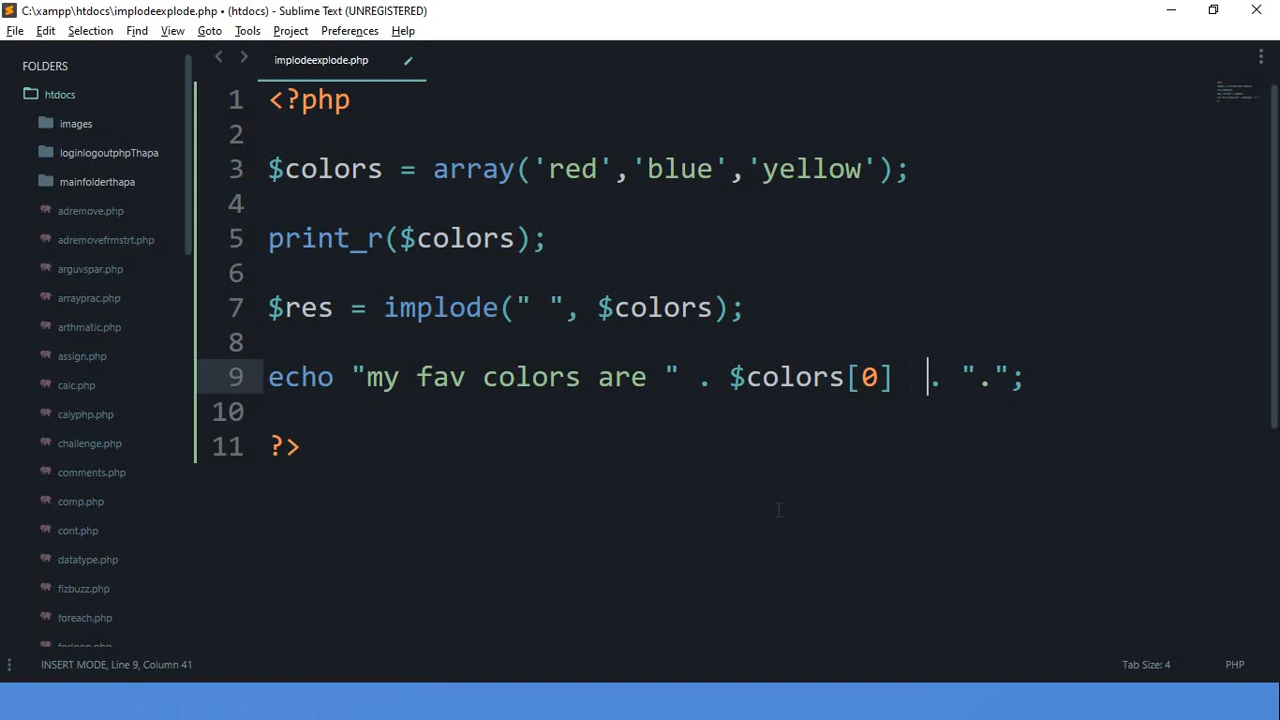 C:\xampp\htdocs\implodeexplode.php • (htdocs) - Sublime Text (UNREGISTERED)
File Edit Selection Find View Goto Tools Project Preferences Help
FOLDERS
htdocs
images
loginlogoutphpThapa
mainfolderthapa
adremove.php
adremovefrmstrt.php
arguvspar.php
arrayprac.php
arthmatic.php
assign.php
calc.php
calyphp.php
challenge.php
comments.php
comp.php
cont.php
datatype.php
fizbuzz.php
foreach.php
forloop.php
implodeexplode.php
1 <?php
2
3 $colors = array('red','blue','yellow');
4
5 print_r($colors);
6
7 $res = implode(" ", $colors);
8
9 echo "my fav colors are " . $colors[0]  . ".";
10
11 ?>
INSERT MODE, Line 9, Column 41
Tab Size: 4
PHP